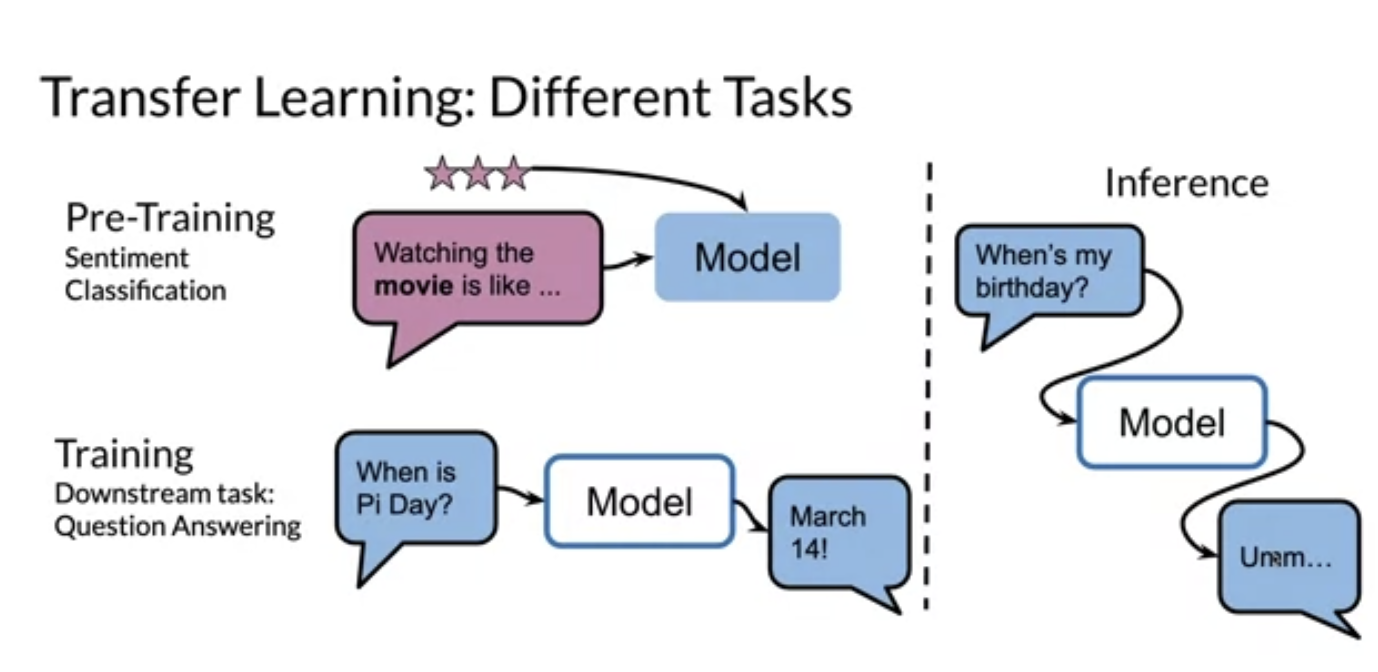 Transfer Learning: Different Tasks
Pre-Training
Sentiment
Classification
Watching the
movie is like ...
Model
Training
Downstream task:
Question Answering
When is
Pi Day?
Model
March
14!
Inference
When's my
birthday?
Model